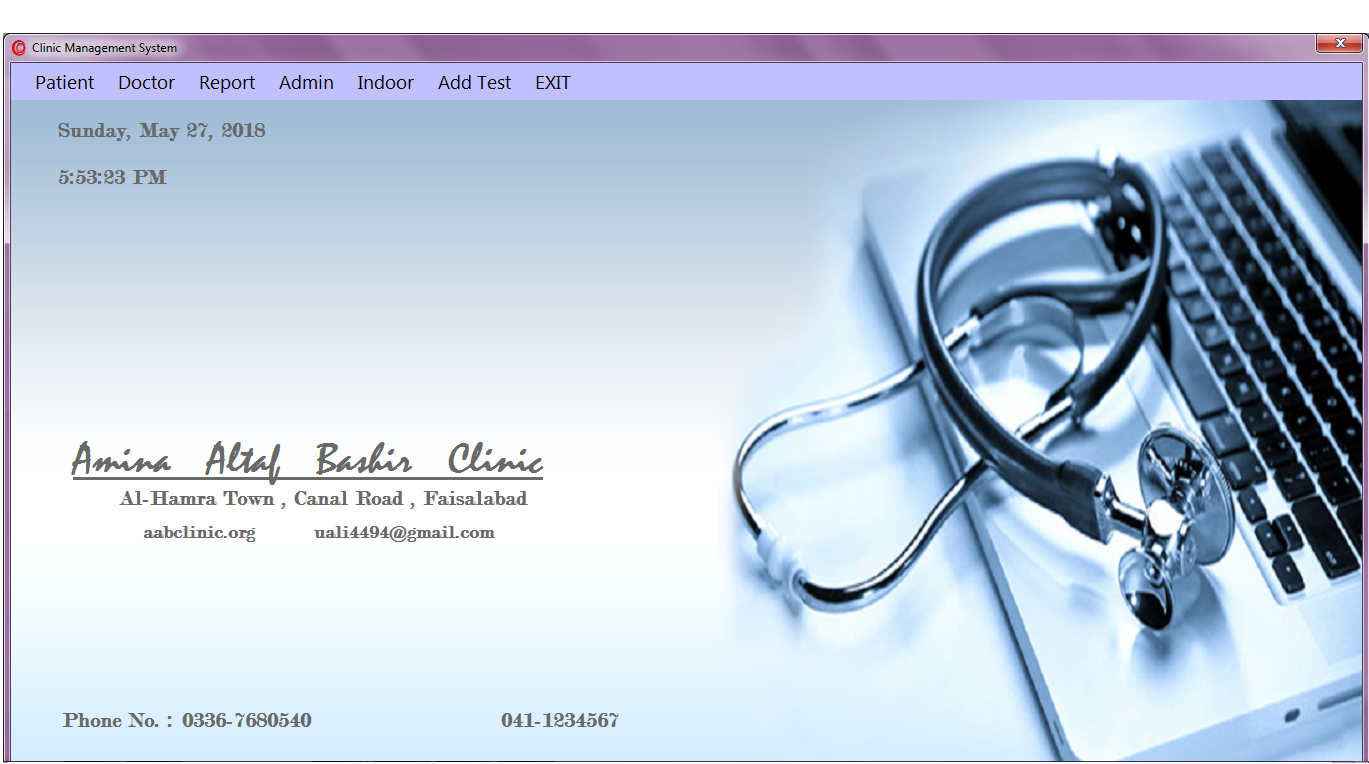 Clinic Management System
Patient Doctor Report Admin Indoor Add Test EXIT
Sunday, May 27, 2018
5:53:23 PM
Amina Altaf Bashir Clinic
Al-Hamra Town , Canal Road , Faisalabad
aabclinic.org uali4494@gmail.com
Phone No. : 0336-7680540 041-1234567